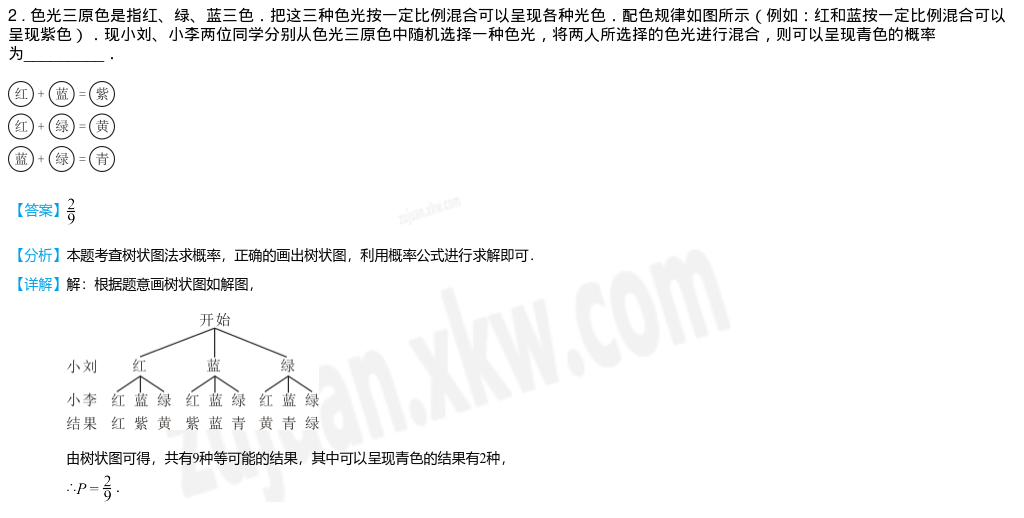 2．色光三原色是指红、绿、蓝三色．把这三种色光按一定比例混合可以呈现各种光色．配色规律如图所示（例如：红和蓝按一定比例混合可以
呈现紫色）．现小刘、小李两位同学分别从色光三原色中随机选择一种色光，将两人所选择的色光进行混合，则可以呈现青色的概率
为__________．
红 + 蓝 = 紫
红 + 绿 = 黄
蓝 + 绿 = 青
【答案】2/9
zujuan.xkw.com
【分析】本题考查树状图法求概率，正确的画出树状图，利用概率公式进行求解即可．
【详解】解：根据题意画树状图如解图，
开始
小刘 红 蓝 绿
小李 红 蓝 绿 红 蓝 绿 红 蓝 绿
结果 红 紫 黄 紫 蓝 青 黄 青 绿
zujuan.xkw.com
由树状图可得，共有9种等可能的结果，其中可以呈现青色的结果有2种，
∴P = 2/9．